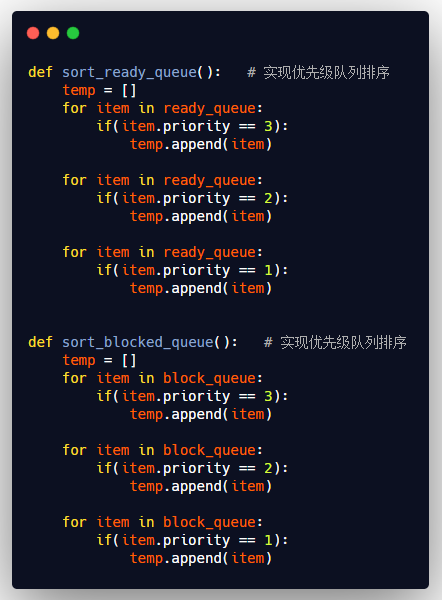 def sort_ready_queue():   # 实现优先级队列排序
    temp = []
    for item in ready_queue:
        if(item.priority == 3):
            temp.append(item)

    for item in ready_queue:
        if(item.priority == 2):
            temp.append(item)

    for item in ready_queue:
        if(item.priority == 1):
            temp.append(item)


def sort_blocked_queue():   # 实现优先级队列排序
    temp = []
    for item in block_queue:
        if(item.priority == 3):
            temp.append(item)

    for item in block_queue:
        if(item.priority == 2):
            temp.append(item)

    for item in block_queue:
        if(item.priority == 1):
            temp.append(item)